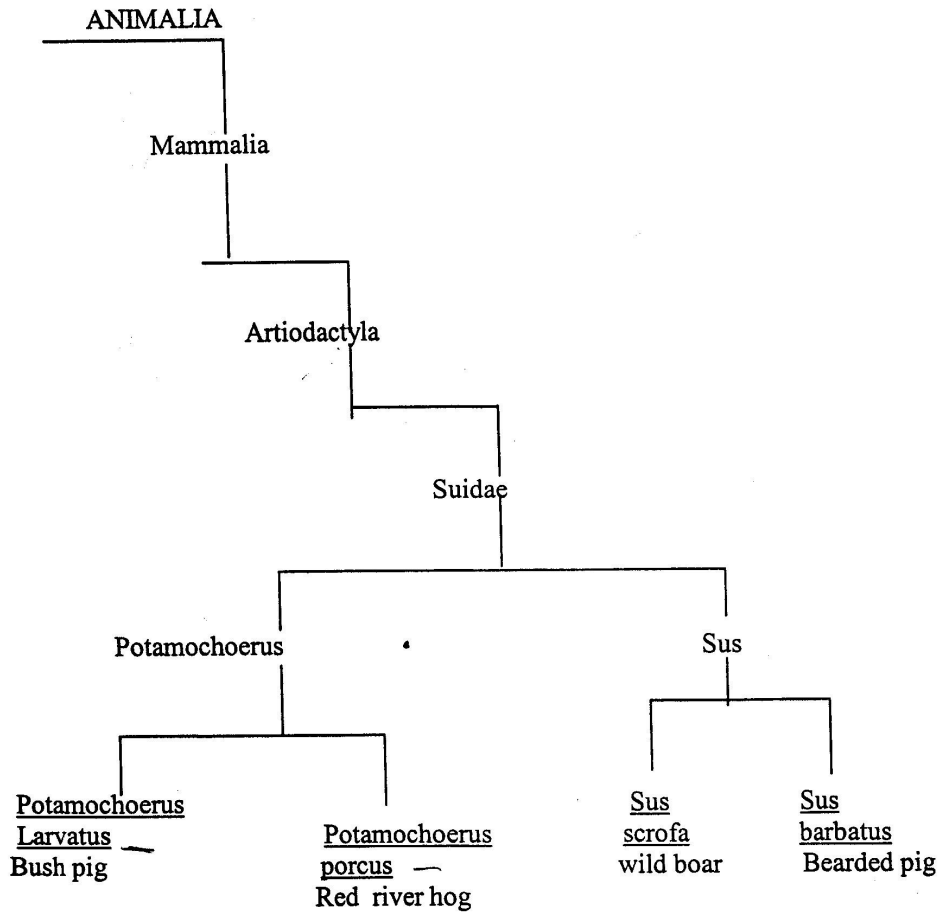 ANIMALIA
Mammalia
Artiodactyla
Suidae
Potamochoerus
Sus
Potamochoerus
Larvatus
Bush pig
Potamochoerus
porcus
Red river hog
Sus
scrofa
wild boar
Sus
barbatus
Bearded pig